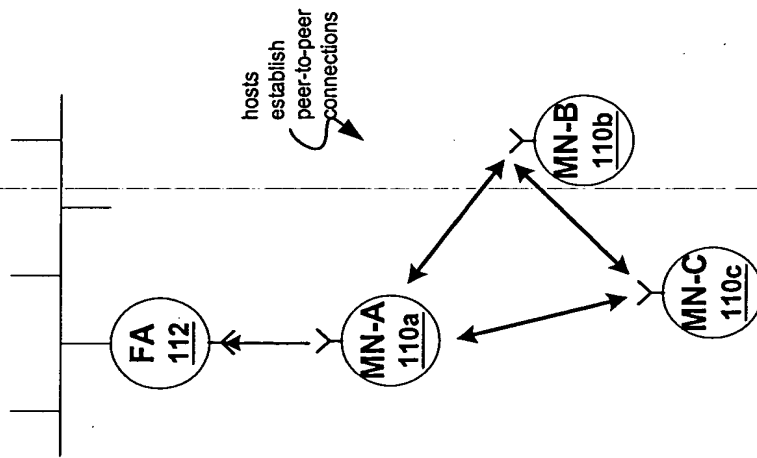 hosts
establish
peer-to-peer
connections
FA
112
MN-A
110a
MN-B
110b
MN-C
110c